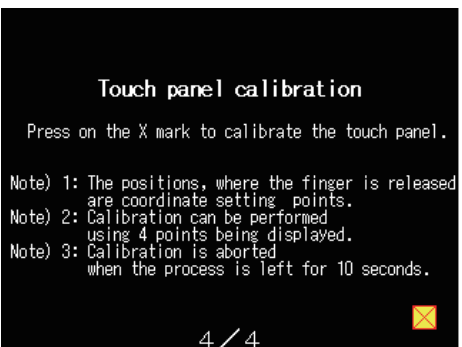 Touch panel calibration
Press on the X mark to calibrate the touch panel.
Note) 1: The positions, where the finger is released
are coordinate setting points.
Note) 2: Calibration can be performed
using 4 points being displayed.
Note) 3: Calibration is aborted
when the process is left for 10 seconds.
4／4